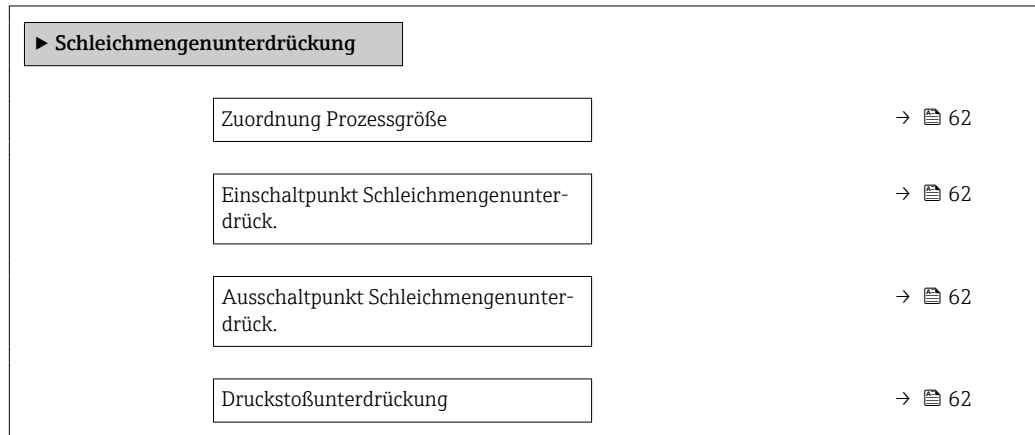 ▶ Schleichmengenunterdrückung
Zuordnung Prozessgröße → 62
Einschaltpunkt Schleichmengenunter-
drück. → 62
Ausschaltpunkt Schleichmengenunter-
drück. → 62
Druckstoßunterdrückung → 62